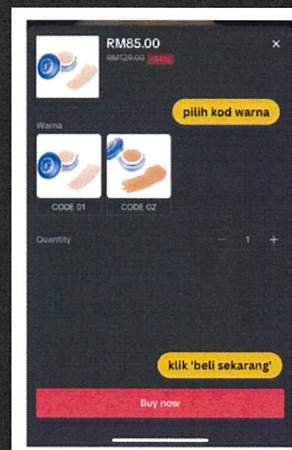 RM85.00
RM129.00 -34%
pilih kod warna
Warna
CODE 01
CODE 02
Quantity
1
klik 'beli sekarang'
Buy now